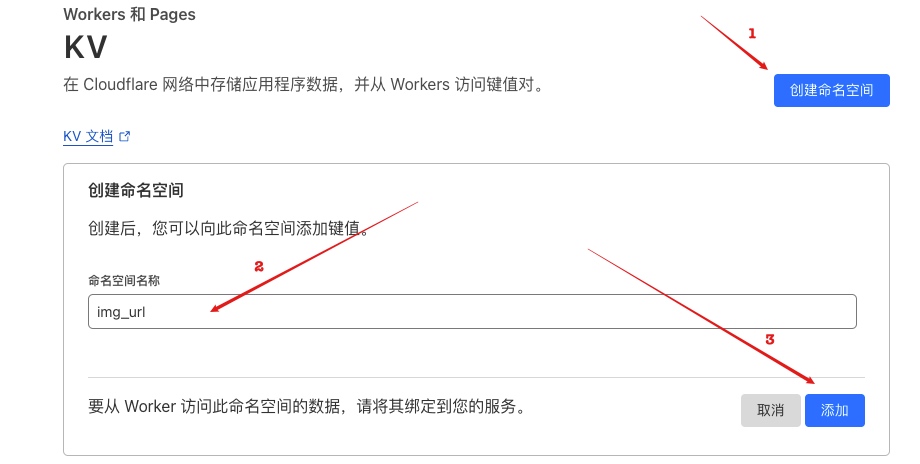 Workers 和 Pages
KV
1
在 Cloudflare 网络中存储应用程序数据，并从 Workers 访问键值对。
创建命名空间
KV 文档
创建命名空间
创建后，您可以向此命名空间添加键值。
2
命名空间名称
img_url
3
要从 Worker 访问此命名空间的数据，请将其绑定到您的服务。
取消
添加